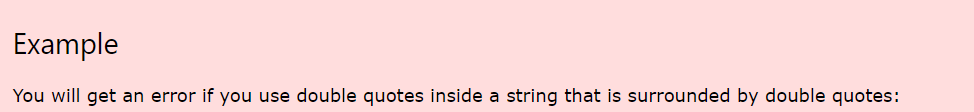 Example
You will get an error if you use double quotes inside a string that is surrounded by double quotes: